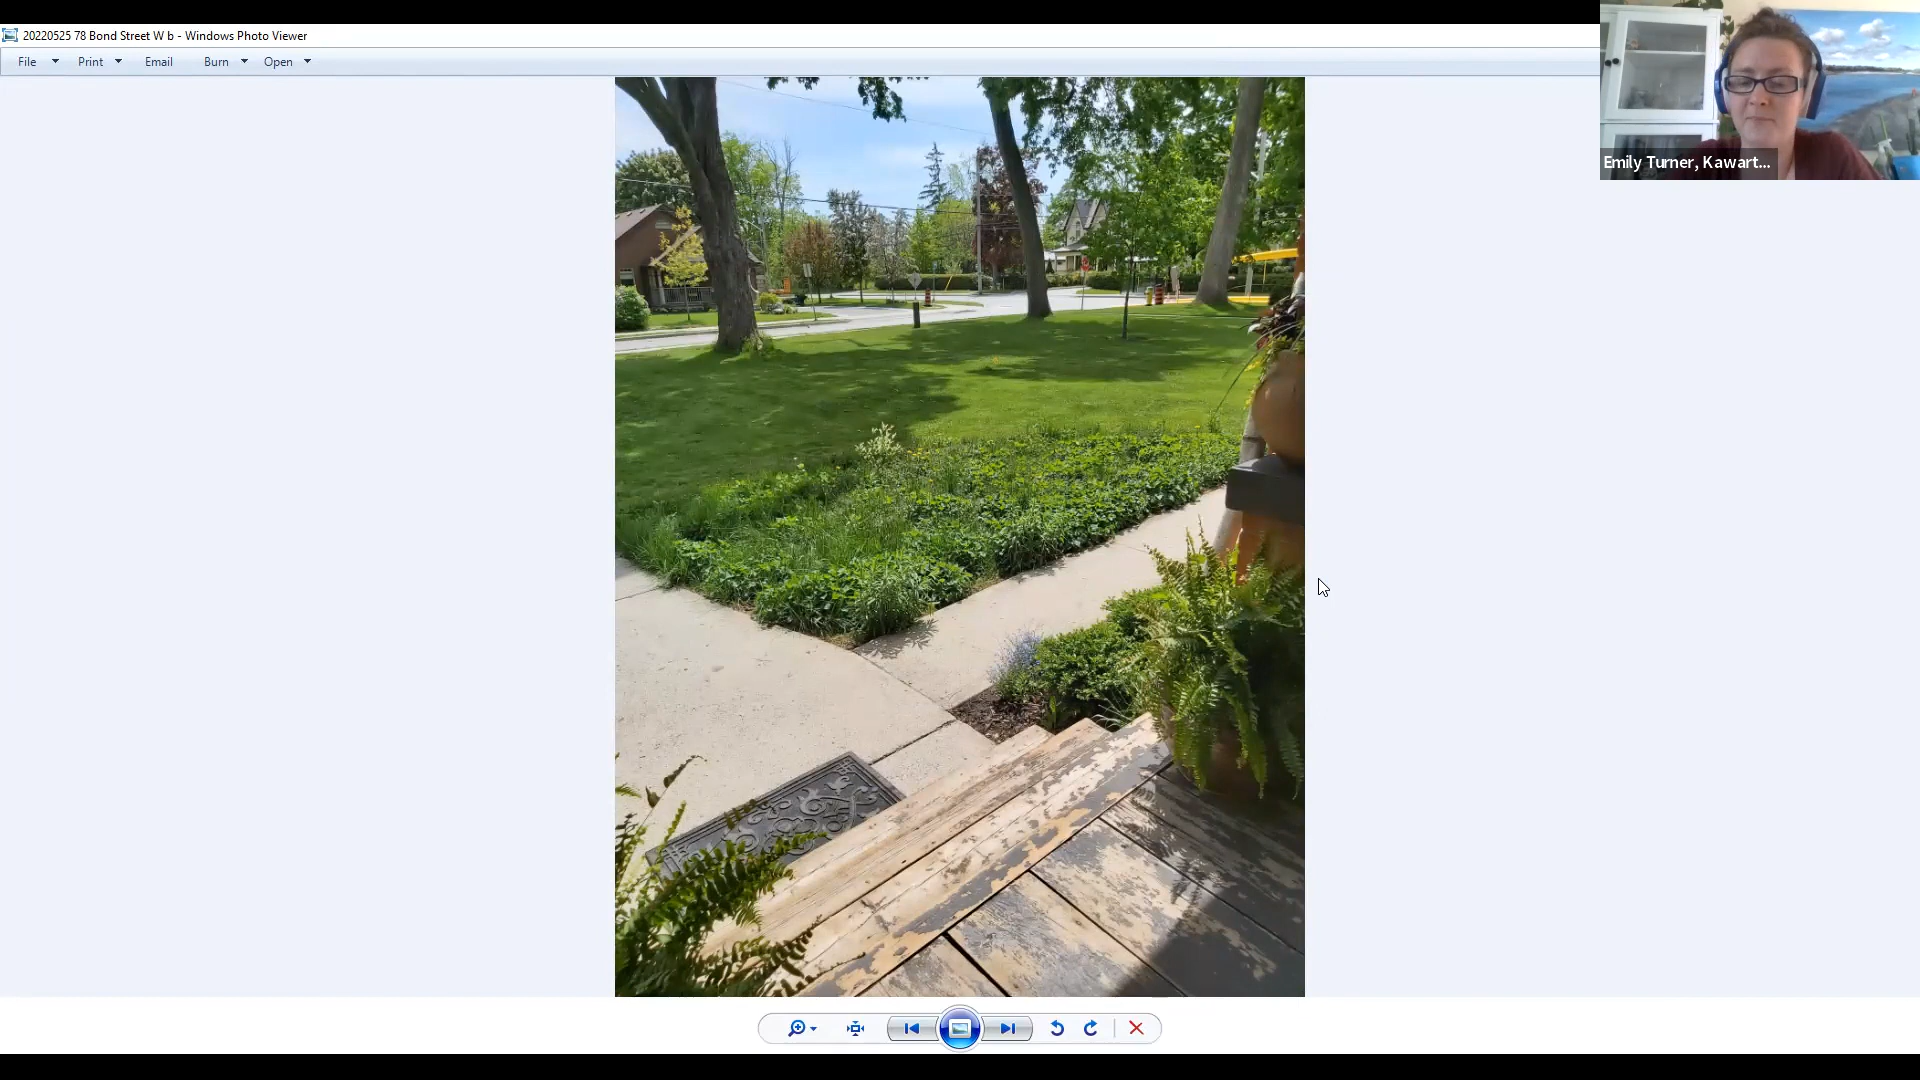 20220525 78 Bond Street W b - Windows Photo Viewer
File Print Email Burn Open
Emily Turner, Kawart...